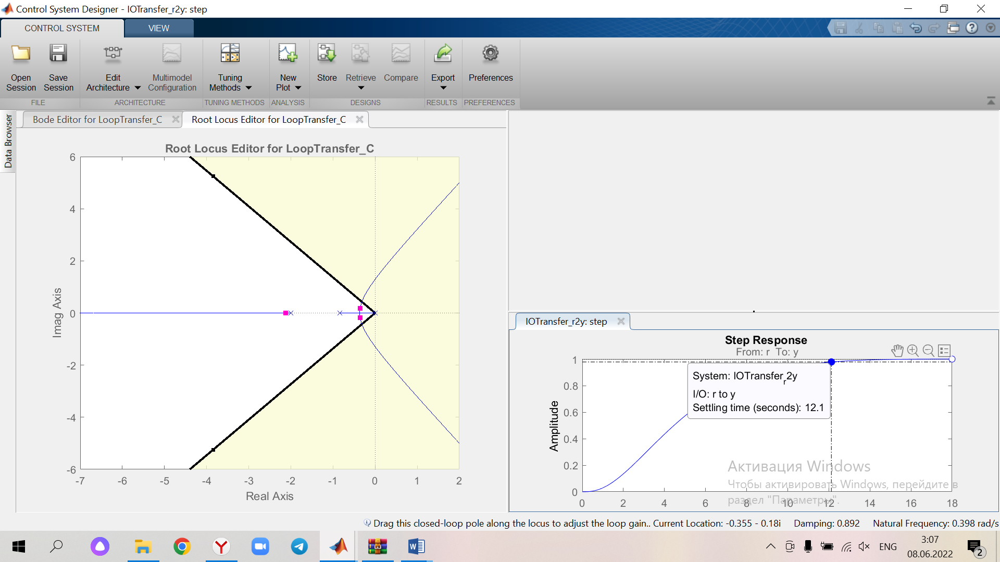 Control System Designer - IOTransfer_r2y: step
CONTROL SYSTEM
VIEW
Open Session
Save Session
Edit Architecture
Multimodel Configuration
Tuning Methods
New Plot
Store
Retrieve
Compare
Export
Preferences
FILE
ARCHITECTURE
TUNING METHODS
ANALYSIS
DESIGNS
RESULTS
PREFERENCES
Data Browser
Bode Editor for LoopTransfer_C
Root Locus Editor for LoopTransfer_C
Root Locus Editor for LoopTransfer_C
6
4
2
0
-2
-4
-6
Imag Axis
-7 -6 -5 -4 -3 -2 -1 0 1 2
Real Axis
IOTransfer_r2y: step
Step Response
From: r To: y
1
0.8
0.6
0.4
0.2
0
Amplitude
System: IOTransfer_r2y
I/O: r to y
Settling time (seconds): 12.1
0 2 4 6 8 10 12 14 16 18
Активация Windows
Чтобы активировать Windows, перейдите в
раздел "Параметры".
Drag this closed-loop pole along the locus to adjust the loop gain.. Current Location: -0.355 - 0.18i Damping: 0.892 Natural Frequency: 0.398 rad/s
ENG
3:07
08.06.2022
2